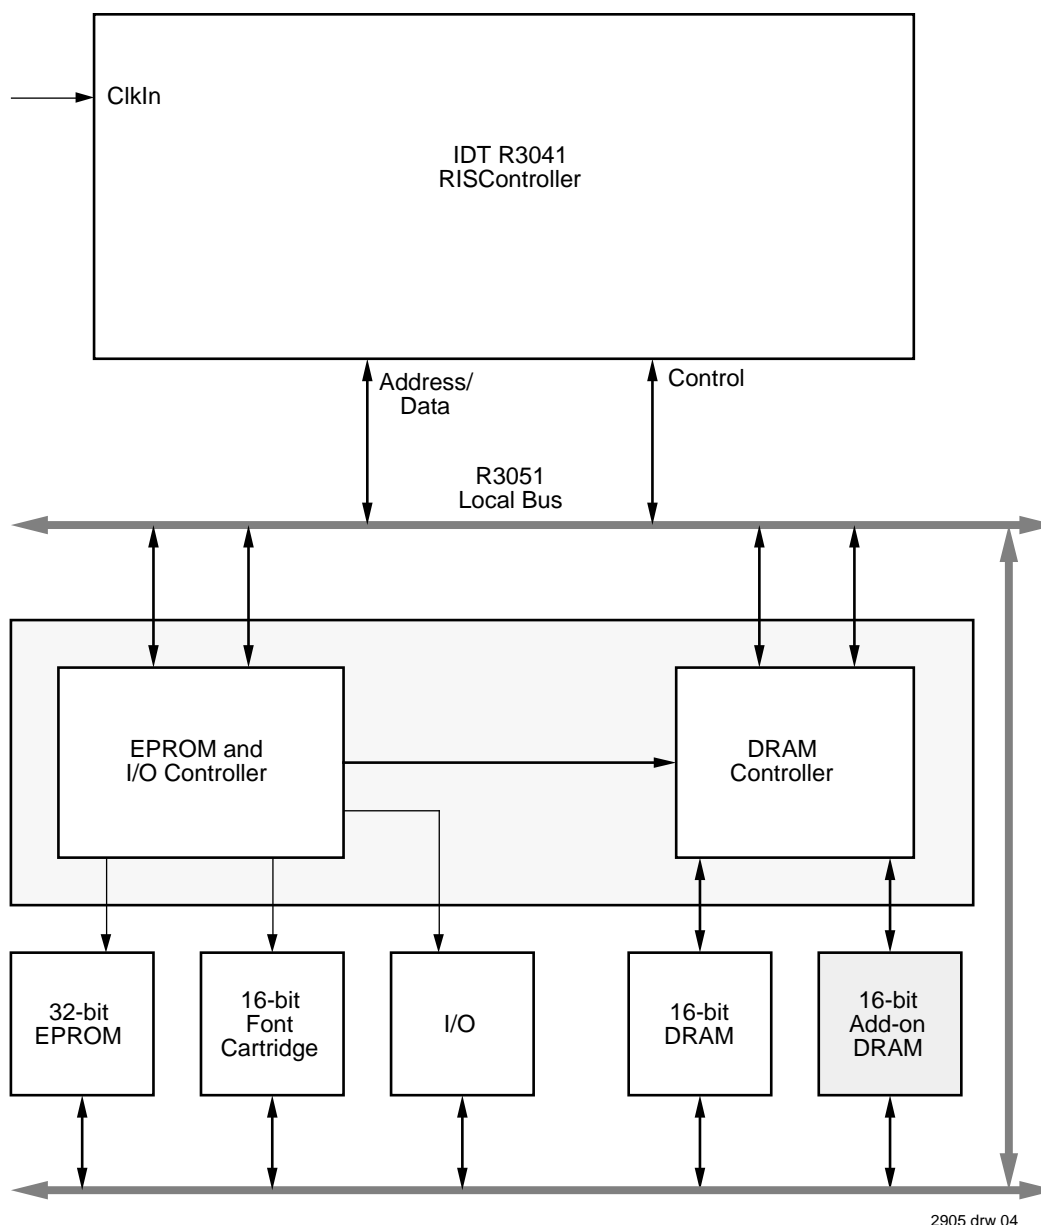 ClkIn
IDT R3041
RISController
Address/
Data
Control
R3051
Local Bus
EPROM and
I/O Controller
DRAM
Controller
32-bit
EPROM
16-bit
Font
Cartridge
I/O
16-bit
DRAM
16-bit
Add-on
DRAM
2905 drw 04